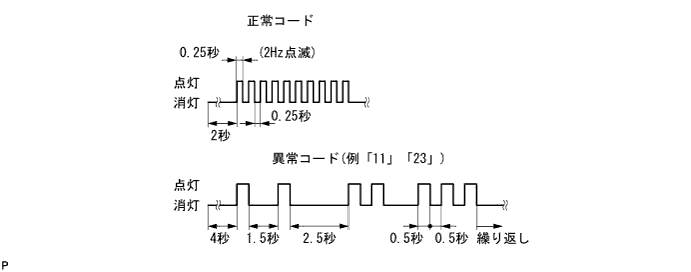 正常コード
0.25秒 (2Hz点滅)
点灯
消灯
0.25秒
2秒
異常コード(例「11」「23」)
点灯
消灯
4秒 1.5秒 2.5秒 0.5秒 0.5秒 繰り返し
P